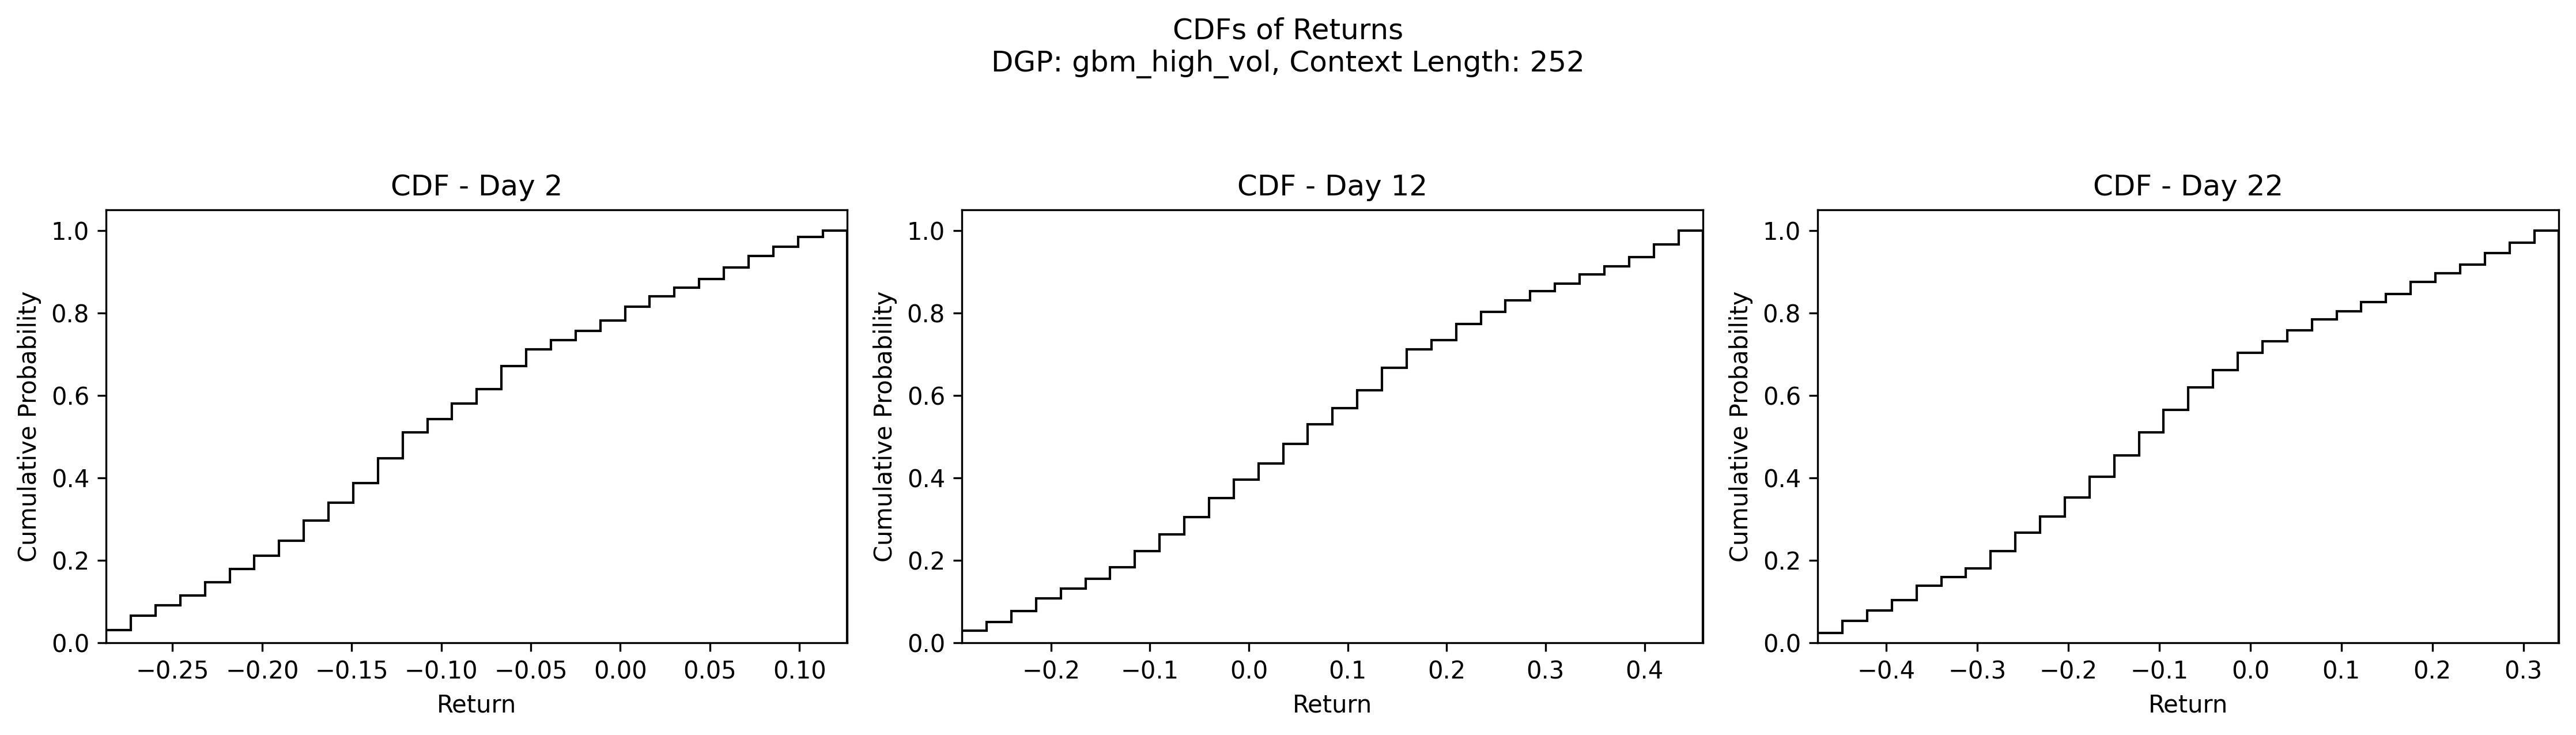 CDFs of Returns
DGP: gbm_high_vol, Context Length: 252
CDF - Day 2
Cumulative Probability
1.0
0.8
0.6
0.4
0.2
0.0
−0.25 −0.20 −0.15 −0.10 −0.05 0.00 0.05 0.10
Return
CDF - Day 12
Cumulative Probability
1.0
0.8
0.6
0.4
0.2
0.0
−0.2 −0.1 0.0 0.1 0.2 0.3 0.4
Return
CDF - Day 22
Cumulative Probability
1.0
0.8
0.6
0.4
0.2
0.0
−0.4 −0.3 −0.2 −0.1 0.0 0.1 0.2 0.3
Return